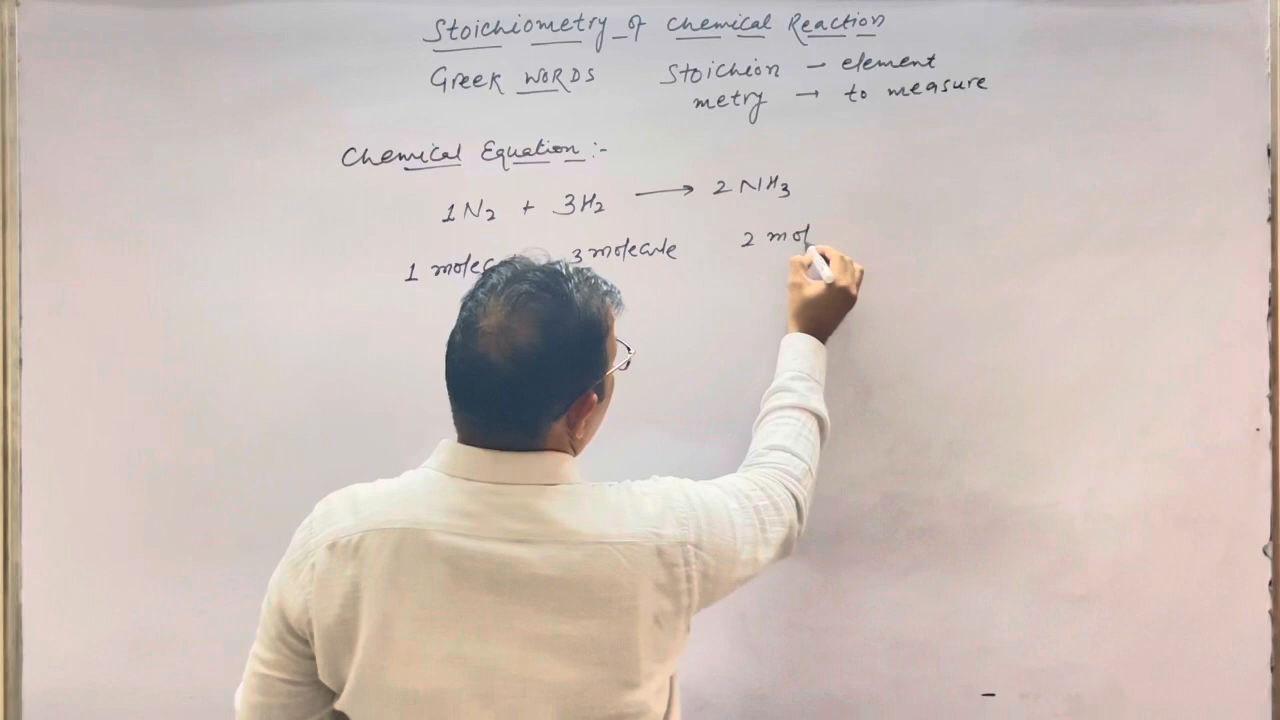 Stoichiometry of Chemical Reaction
Greek WORDS Stoichion – element
metry → to measure
Chemical Equation :-
1N₂ + 3H₂ ⟶ 2NH₃
1 3 molecule 2 mol